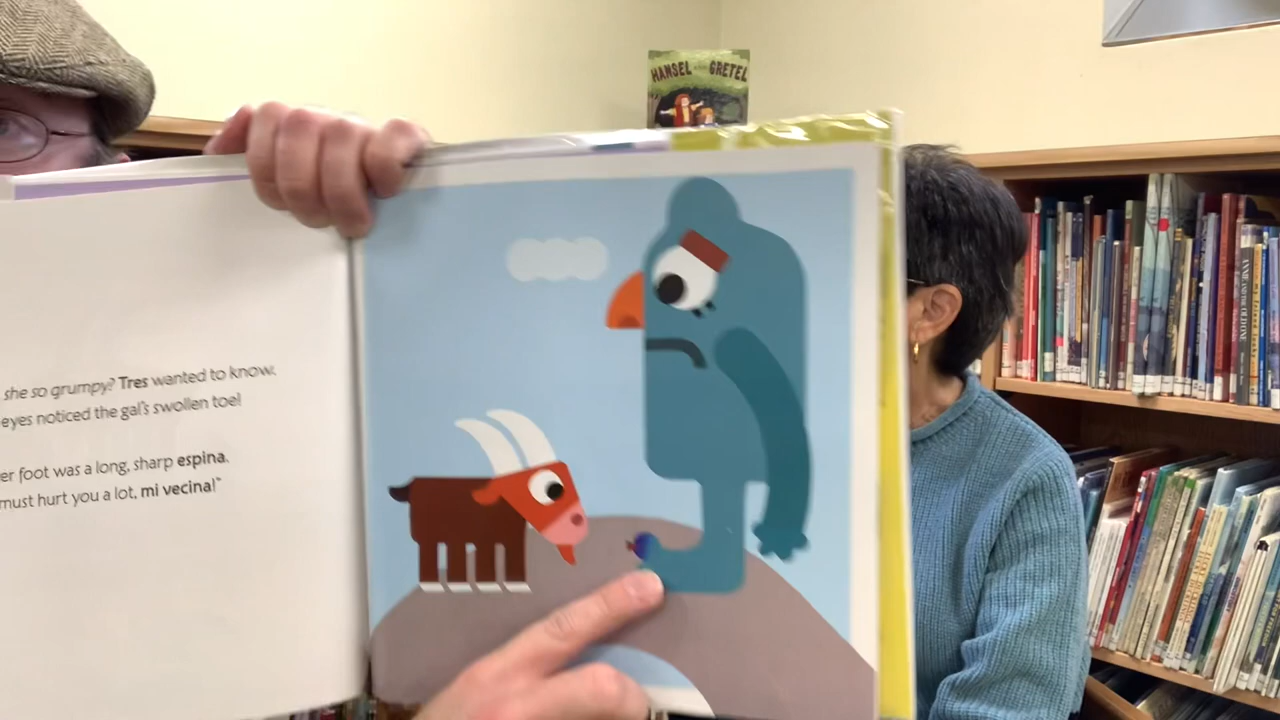 HANSEL AND GRETEL
she so grumpy? Tres wanted to know.
eyes noticed the gal's swollen toe!
er foot was a long, sharp espina.
must hurt you a lot, mi vecina!"